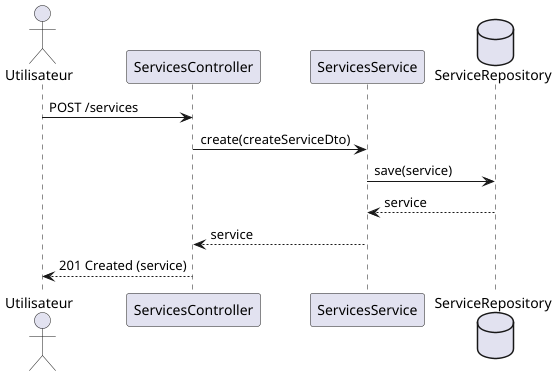 Utilisateur
ServicesController
ServicesService
ServiceRepository
POST /services
create(createServiceDto)
save(service)
service
service
201 Created (service)
Utilisateur
ServicesController
ServicesService
ServiceRepository